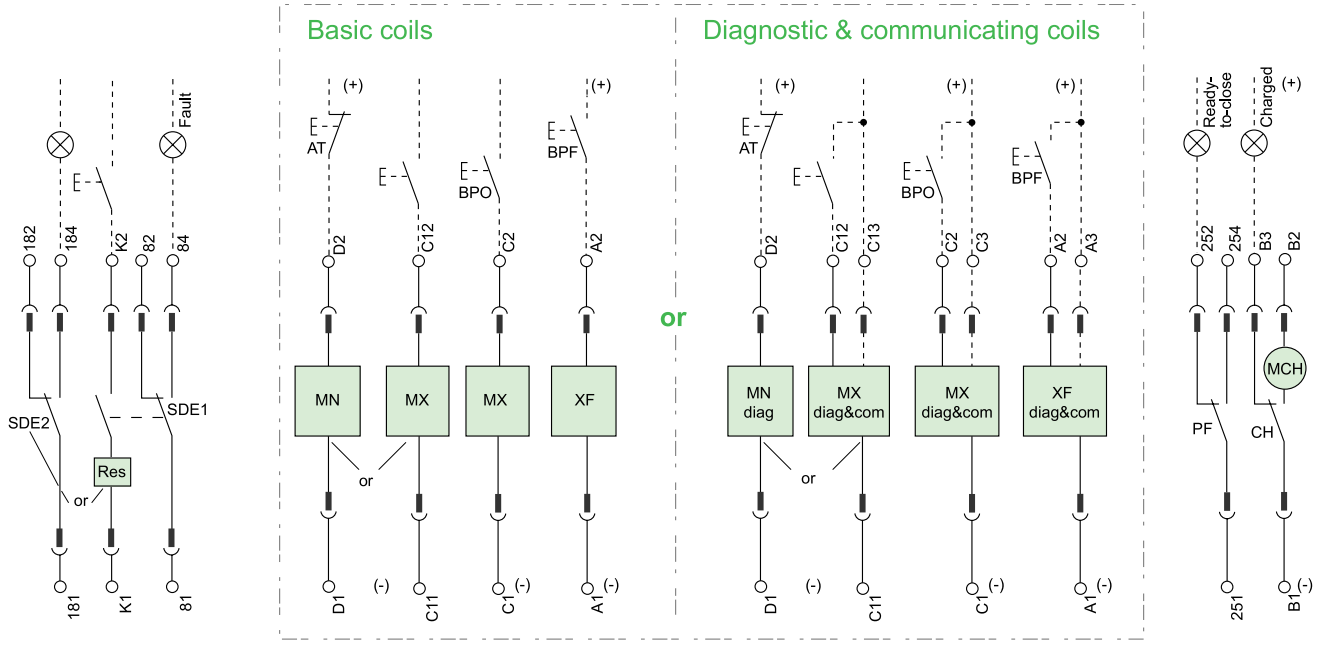 Basic coils
Diagnostic & communicating coils
Fault
182
184
K2
82
84
SDE2
SDE1
Res
or
181
K1
81
(+)
(+)
AT
BPO
BPF
D2
C12
C2
A2
MN
MX
MX
XF
or
(-)
(-)
(-)
D1
C11
C1
A1
or
(+)
(+)
(+)
AT
BPO
BPF
D2
C12
C13
C2
C3
A2
A3
MN
diag
MX
diag&com
MX
diag&com
XF
diag&com
or
(-)
(-)
(-)
D1
C11
C1
A1
Ready-
to-close
Charged
(+)
252
254
B3
B2
MCH
PF
CH
251
B1
(-)